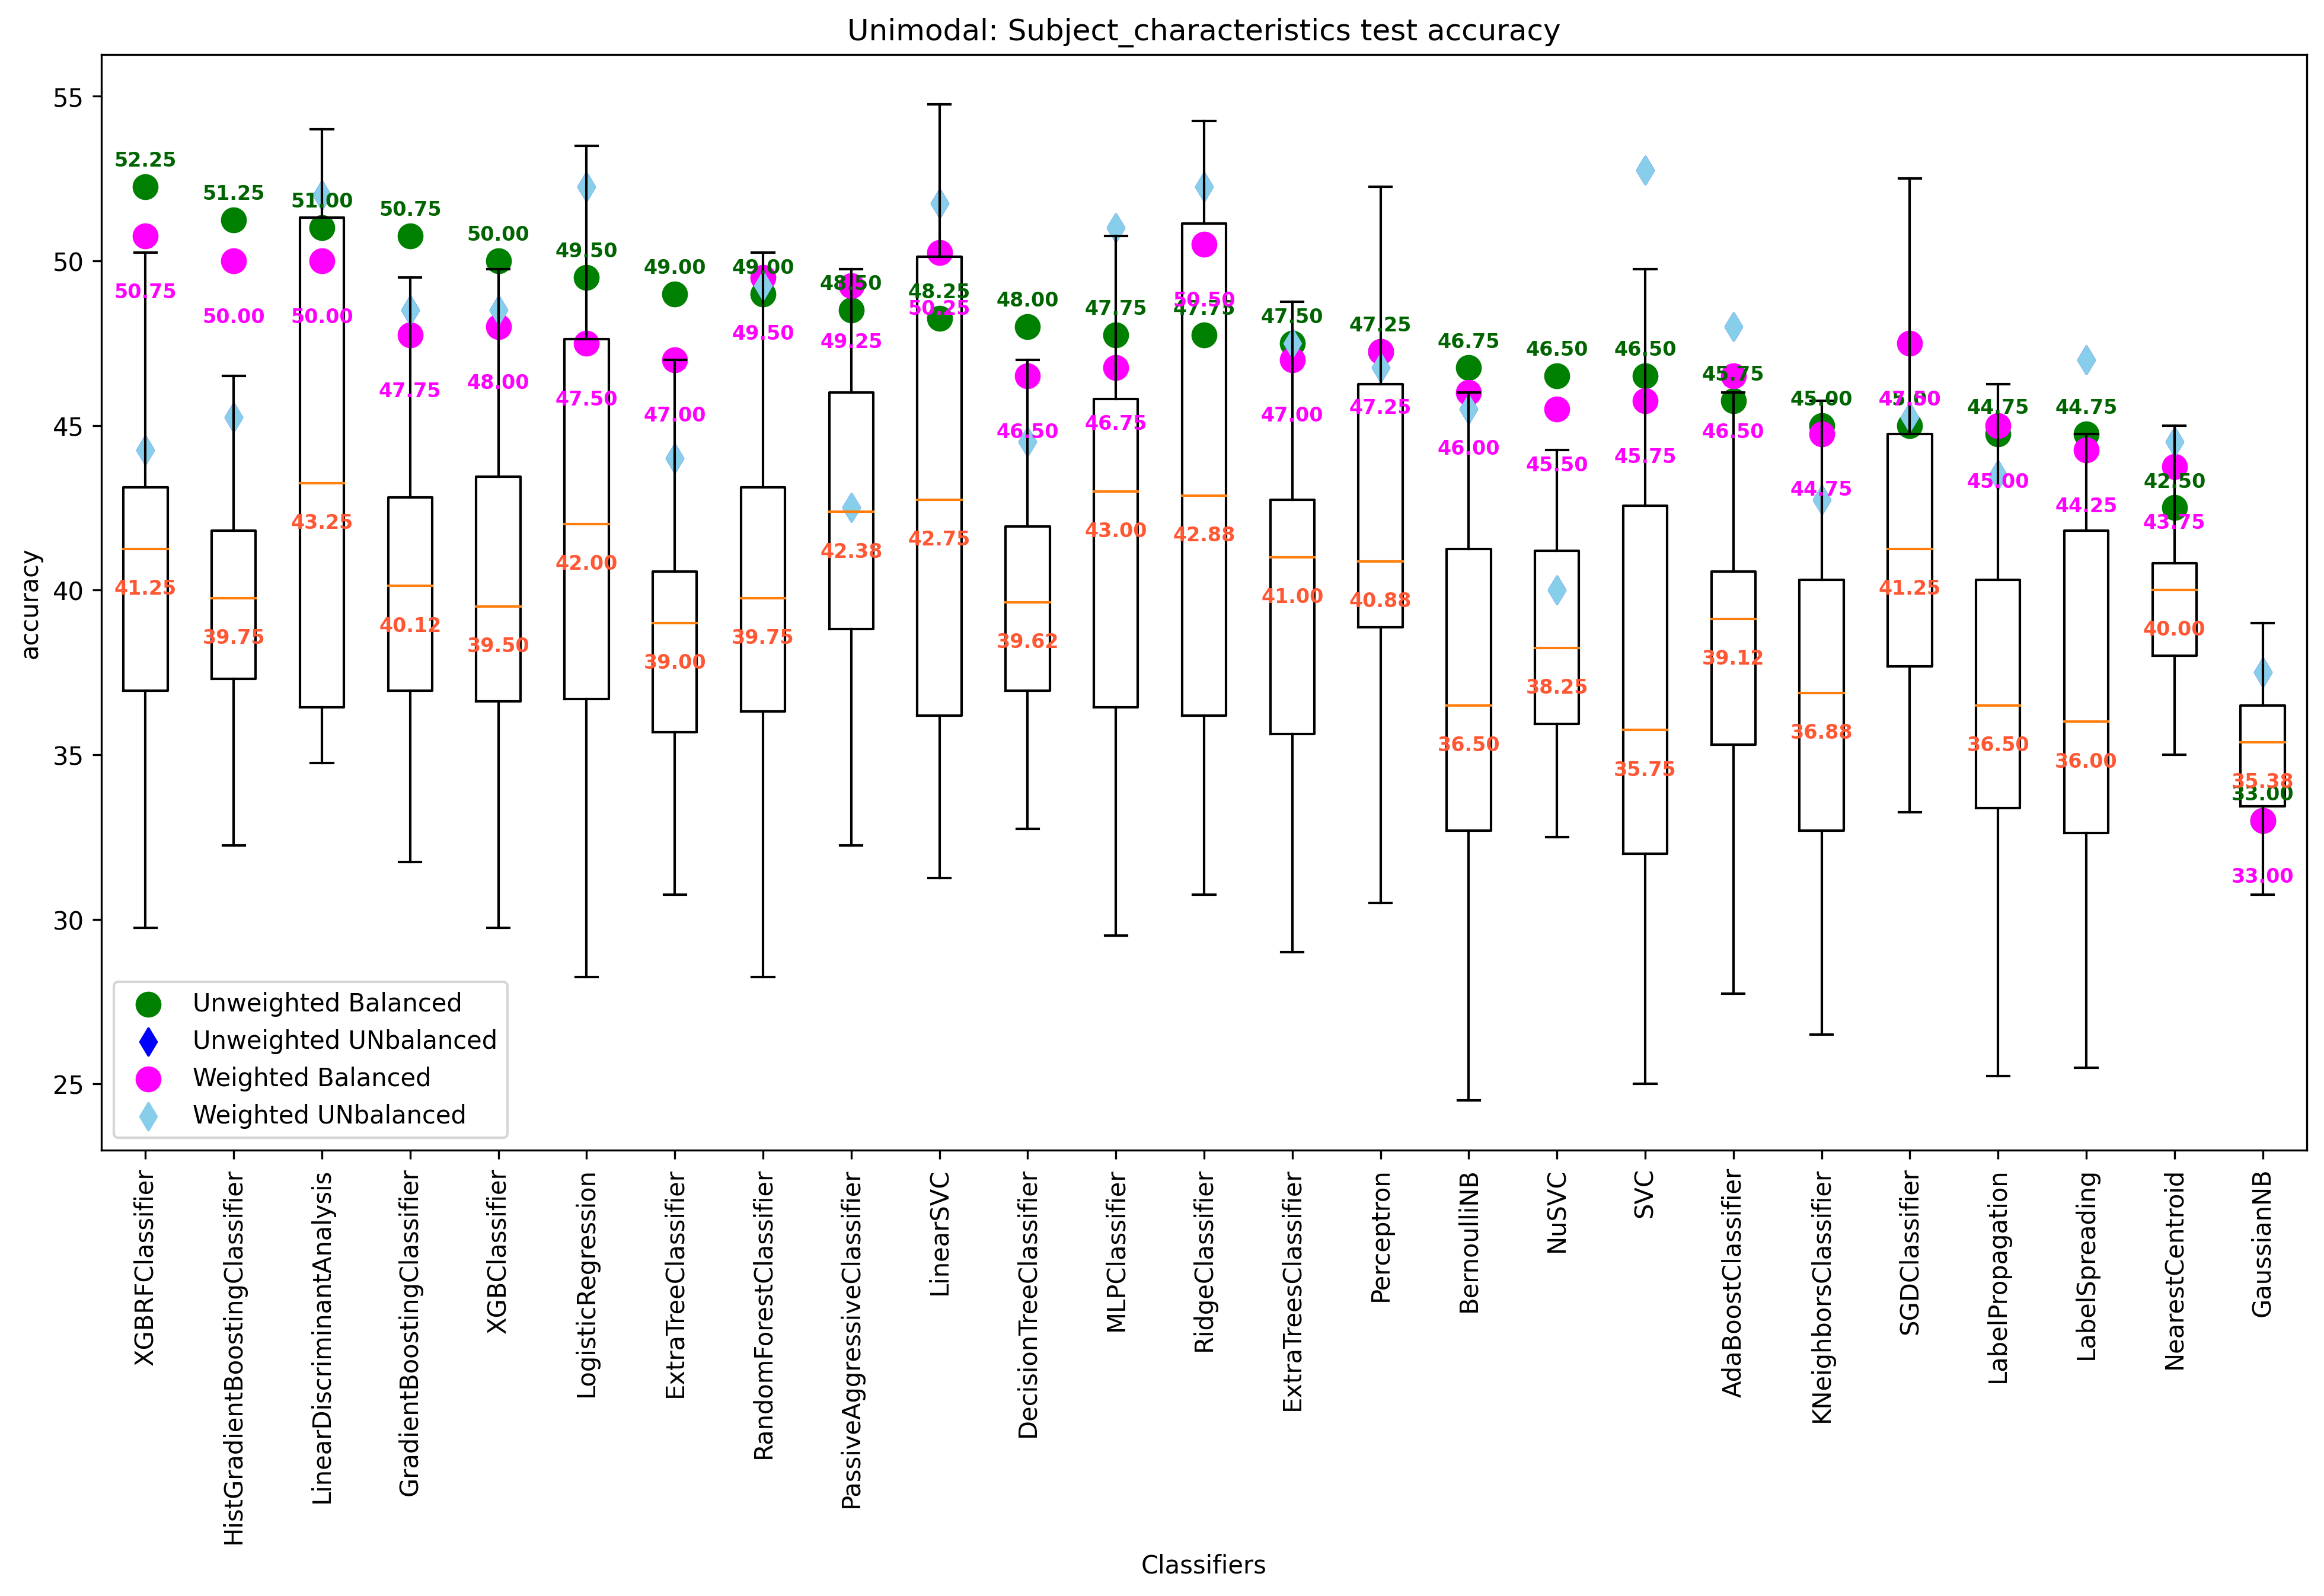 Unimodal: Subject_characteristics test accuracy
accuracy
55
50
45
40
35
30
25
52.25
51.25
51.00
50.75
50.00
49.50
49.00
49.00
48.50
48.25
48.00
47.75
47.75
47.50
47.25
46.75
46.50
46.50
45.75
45.00
44.75
44.75
42.50
33.00
50.75
50.00
50.00
47.75
48.00
47.50
47.00
49.50
49.25
50.25
46.50
46.75
50.50
47.00
47.25
46.00
45.50
45.75
46.50
44.75
47.50
45.00
44.25
43.75
33.00
41.25
39.75
43.25
40.12
39.50
42.00
39.00
39.75
42.38
42.75
39.62
43.00
42.88
41.00
40.88
36.50
38.25
35.75
39.12
36.88
41.25
36.50
36.00
40.00
35.38
Unweighted Balanced
Unweighted UNbalanced
Weighted Balanced
Weighted UNbalanced
XGBRFClassifier
HistGradientBoostingClassifier
LinearDiscriminantAnalysis
GradientBoostingClassifier
XGBClassifier
LogisticRegression
ExtraTreeClassifier
RandomForestClassifier
PassiveAggressiveClassifier
LinearSVC
DecisionTreeClassifier
MLPClassifier
RidgeClassifier
ExtraTreesClassifier
Perceptron
BernoulliNB
NuSVC
SVC
AdaBoostClassifier
KNeighborsClassifier
SGDClassifier
LabelPropagation
LabelSpreading
NearestCentroid
GaussianNB
Classifiers